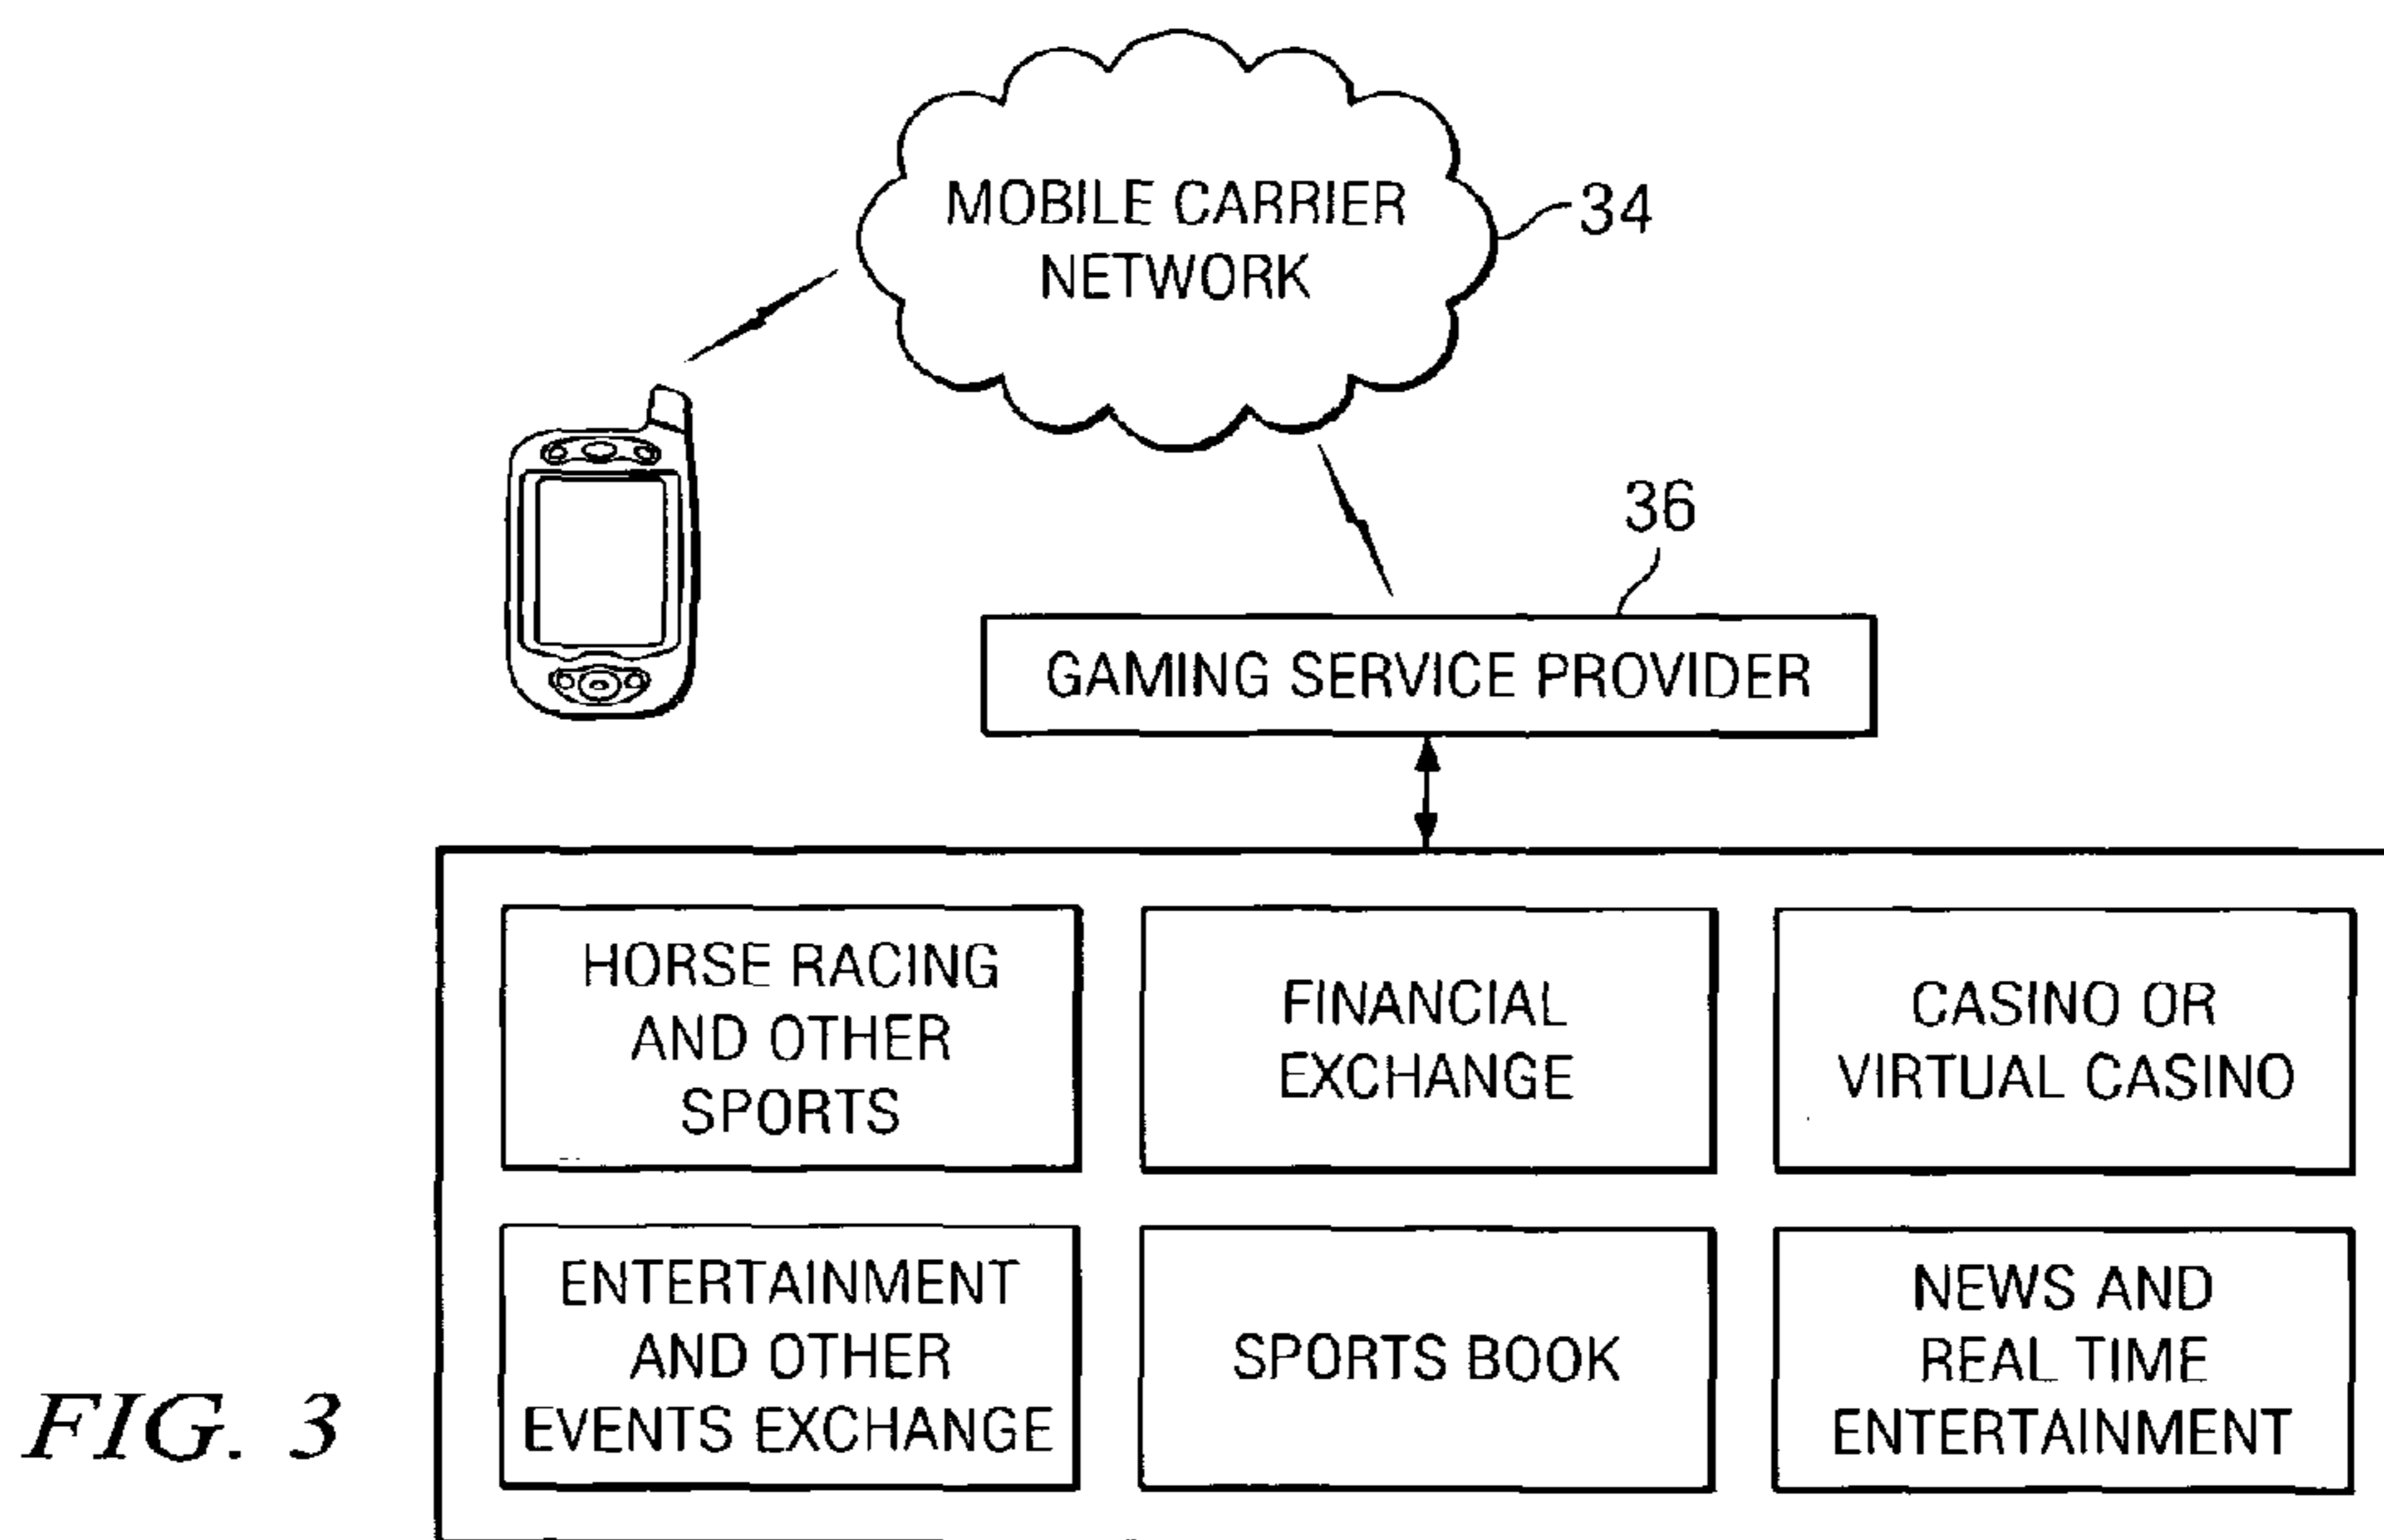 MOBILE CARRIER
NETWORK
34
36
GAMING SERVICE PROVIDER
HORSE RACING
AND OTHER
SPORTS
FINANCIAL
EXCHANGE
CASINO OR
VIRTUAL CASINO
ENTERTAINMENT
AND OTHER
EVENTS EXCHANGE
SPORTS BOOK
NEWS AND
REAL TIME
ENTERTAINMENT
FIG. 3